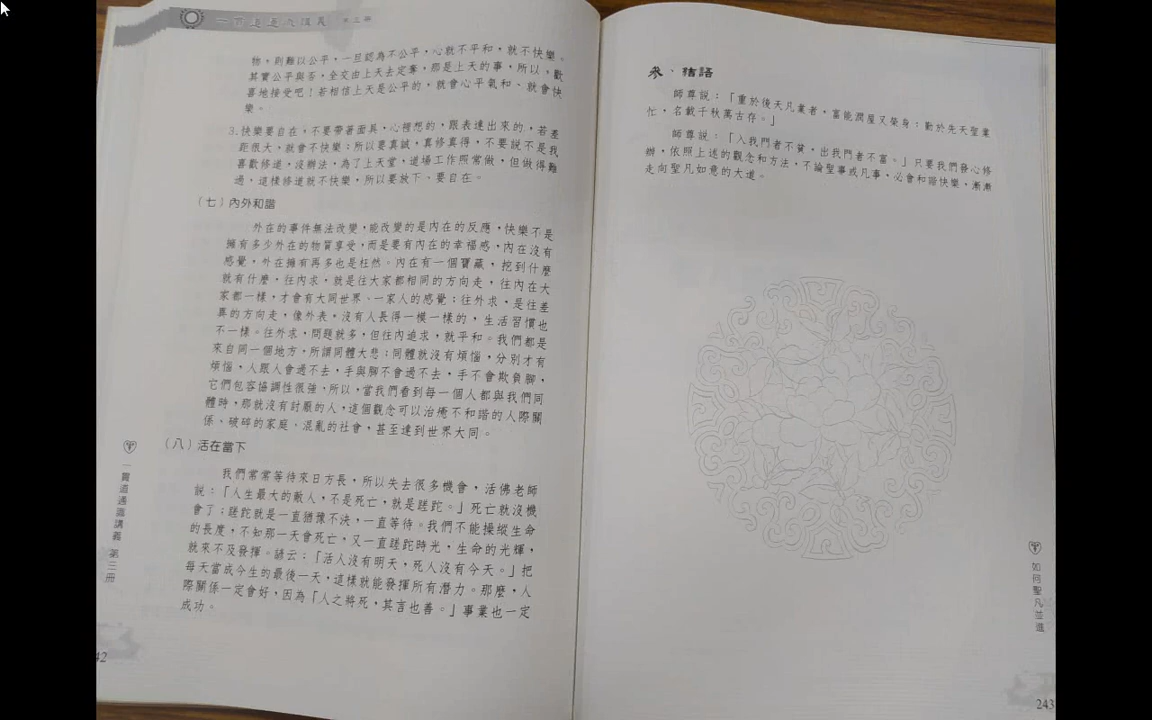 一貫道進階講義 第三冊
物，則難以公平，一旦認為不公平，心就不平和，就不快樂。
其實公平與否，全交由上天去定奪，那是上天的事，所以，歡
喜地接受吧！若相信上天是公平的，就會心平氣和、就會快
樂。
3.快樂要自在，不要帶著面具，心裡想的，跟表達出來的，若差
距很大，就會不快樂；所以要真誠，真修真得，不要說不是我
喜歡修道，沒辦法，為了上天堂，道場工作照常做，但做得難
過，這樣修道就不快樂，所以要放下、要自在。
（七）內外和諧
外在的事件無法改變，能改變的是內在的反應，快樂不是
擁有多少外在的物質享受，而是要有內在的幸福感，內在沒有
感覺，外在擁有再多也是枉然。內在有一個寶藏，挖到什麼
就有什麼，往內求，就是往大家都相同的方向走，往內在大
家都一樣，才會有大同世界、一家人的感覺；往外求，是往差
異的方向走，像外表，沒有人長得一模一樣的，生活習慣也
不一樣。往外求，問題就多，但往內追求，就平和。我們都是
來自同一個地方，所謂同體大悲；同體就沒有煩惱，分別才有
煩惱，人跟人會過不去，手與腳不會過不去，手不會欺負腳，
它們包容協調性很強，所以，當我們看到每一個人都與我們同
體時，那就沒有討厭的人，這個觀念可以治癒不和諧的人際關
係、破碎的家庭、混亂的社會，甚至達到世界大同。
（八）活在當下
我們常常等待來日方長，所以失去很多機會，活佛老師
說：「人生最大的敵人，不是死亡，就是蹉跎。」死亡就沒機
會了；蹉跎就是一直猶豫不決，一直等待。我們不能操縱生命
的長度，不知那一天會死亡，又一直蹉跎時光，生命的光輝，
就來不及發揮。諺云：「活人沒有明天，死人沒有今天。」把
每天當成今生的最後一天，這樣就能發揮所有潛力。那麼，人
際關係一定會好，因為「人之將死，其言也善。」事業也一定
成功。
一貫道進階講義 第三冊
42
參、結語
師尊說：「重於後天凡業者，富能潤屋又榮身；勤於先天聖業
忙，名載千秋萬古存。」
師尊說：「入我門者不貧，出我門者不富。」只要我們發心修
辦，依照上述的觀念和方法，不論聖事或凡事，必會和諧快樂，漸漸
走向聖凡如意的大道。
如何聖凡並進
243